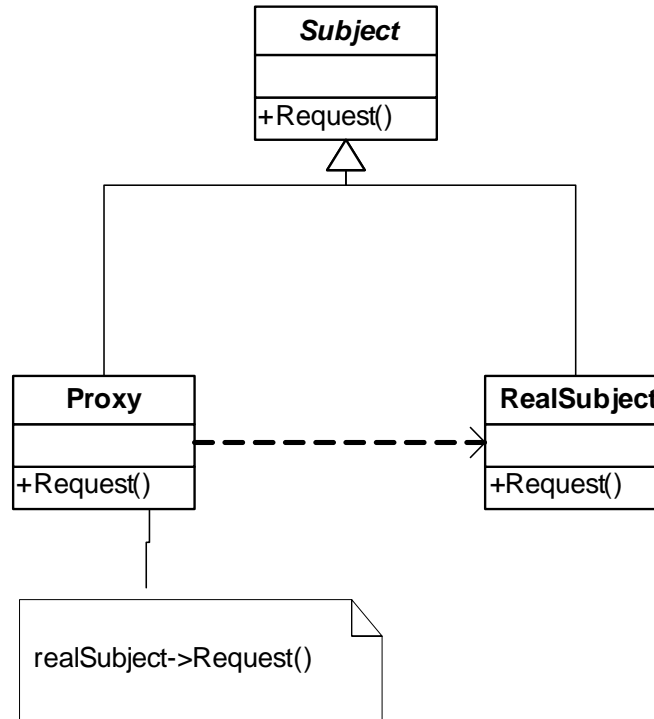 Subject
+Request()
Proxy
+Request()
RealSubject
+Request()
realSubject->Request()